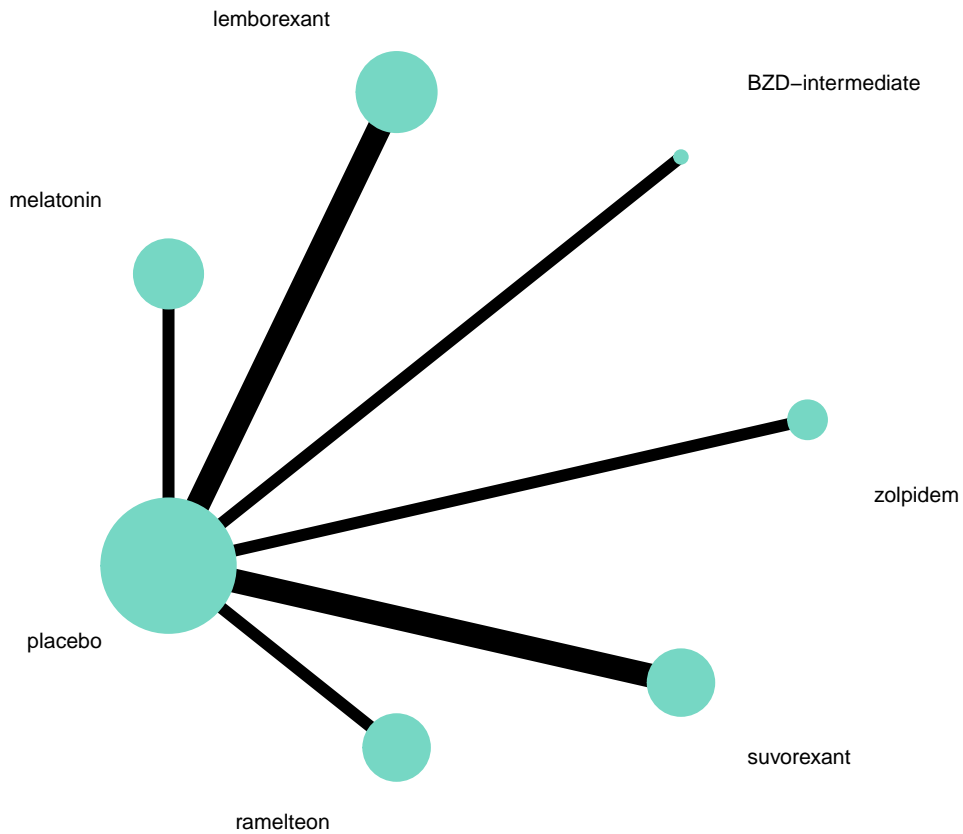 lemborexant
BZD−intermediate
melatonin
zolpidem
placebo
suvorexant
ramelteon